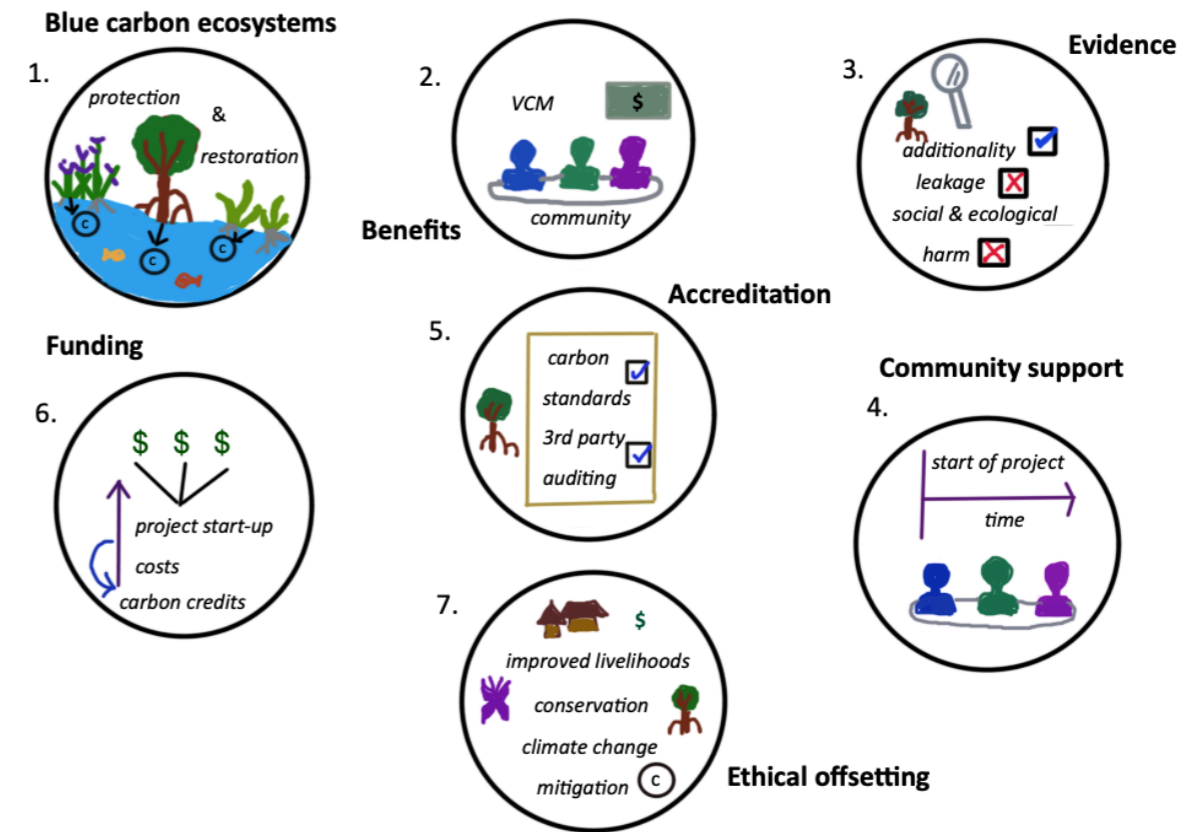 Blue carbon ecosystems
1.
protection
&
restoration
C
C
C
2.
VCM
$
community
Benefits
Evidence
3.
additionality
leakage
social & ecological
harm
Community support
4.
start of project
time
Accreditation
5.
carbon
standards
3rd party
auditing
Funding
6.
$ $ $
project start-up
costs
carbon credits
7.
$
improved livelihoods
conservation
climate change
mitigation C
Ethical offsetting